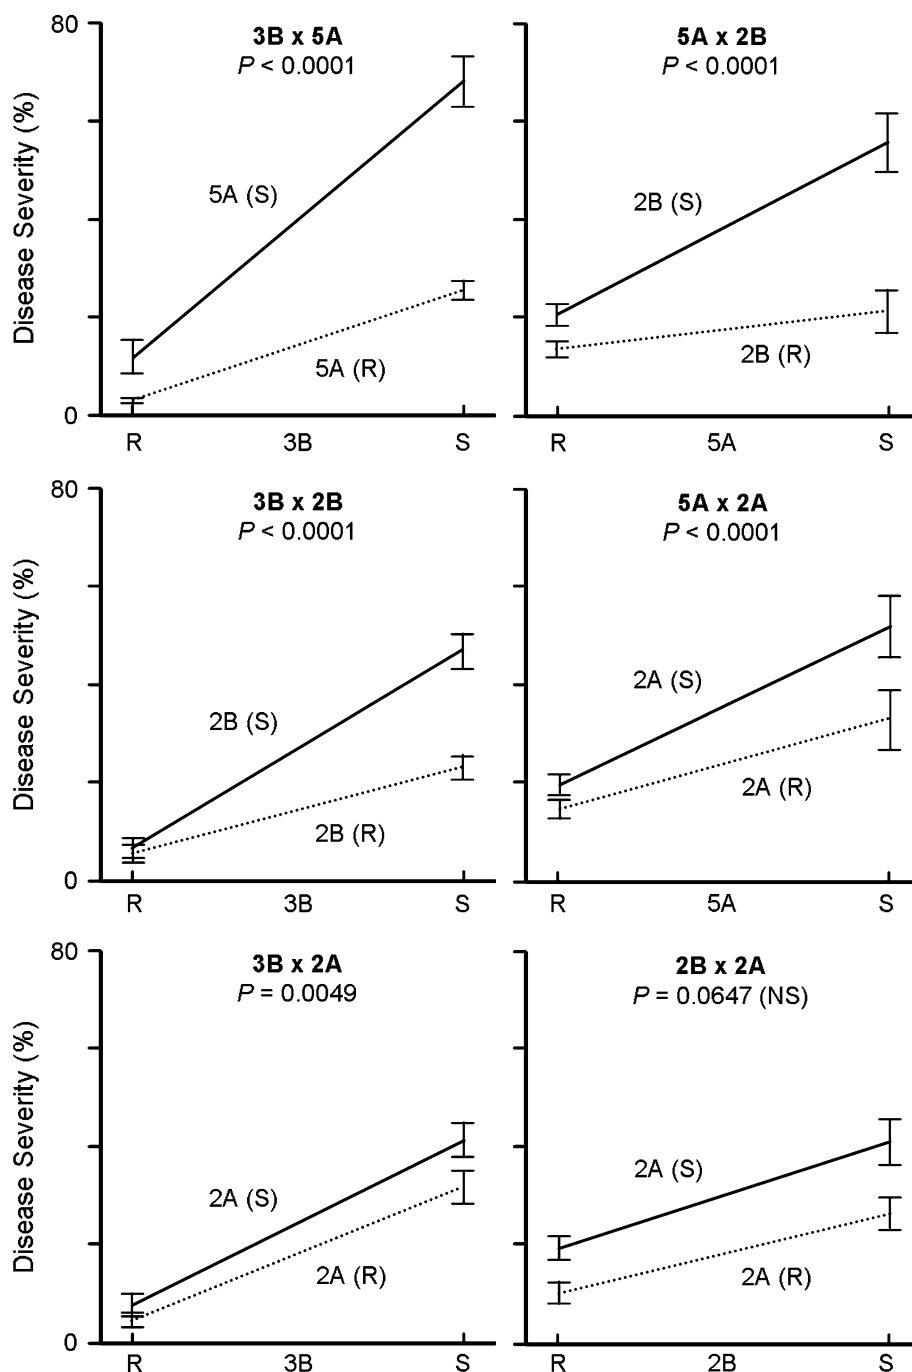 3B x 5A
P < 0.0001
80
Disease Severity (%)
5A (S)
5A (R)
0
R 3B S
5A x 2B
P < 0.0001
2B (S)
2B (R)
R 5A S
3B x 2B
P < 0.0001
80
Disease Severity (%)
2B (S)
2B (R)
0
R 3B S
5A x 2A
P < 0.0001
2A (S)
2A (R)
R 5A S
3B x 2A
P = 0.0049
80
Disease Severity (%)
2A (S)
2A (R)
0
R 3B S
2B x 2A
P = 0.0647 (NS)
2A (S)
2A (R)
R 2B S